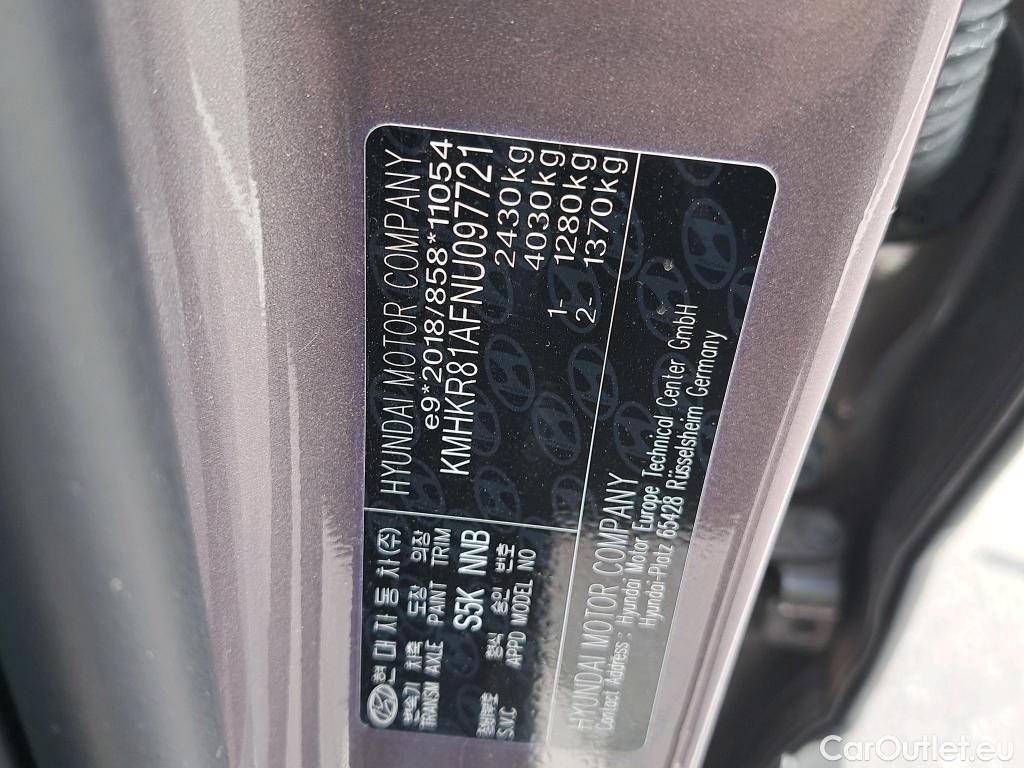 현대자동차(주)
HYUNDAI MOTOR COMPANY
변속기 차축 도장 의장
TRANSM AXLE PAINT TRIM
e9*2018/858*11054
S5K NNB
KMHKR81AFNU097721
형식 승인 번호
S.V.C APPD MODEL NO
2430kg
4030kg
1- 1280kg
2- 1370kg
HYUNDAI MOTOR COMPANY
Contact Address : Hyundai Motor Europe Technical Center GmbH
Hyundai-Platz 65428 Rüsselsheim Germany
CarOutlet.eu